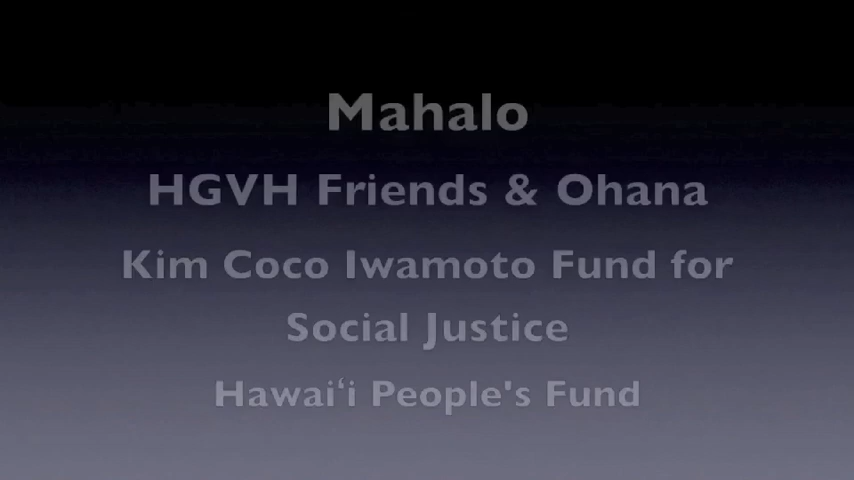 Mahalo
HGVH Friends & Ohana
Kim Coco Iwamoto Fund for
Social Justice
Hawaiʻi People's Fund